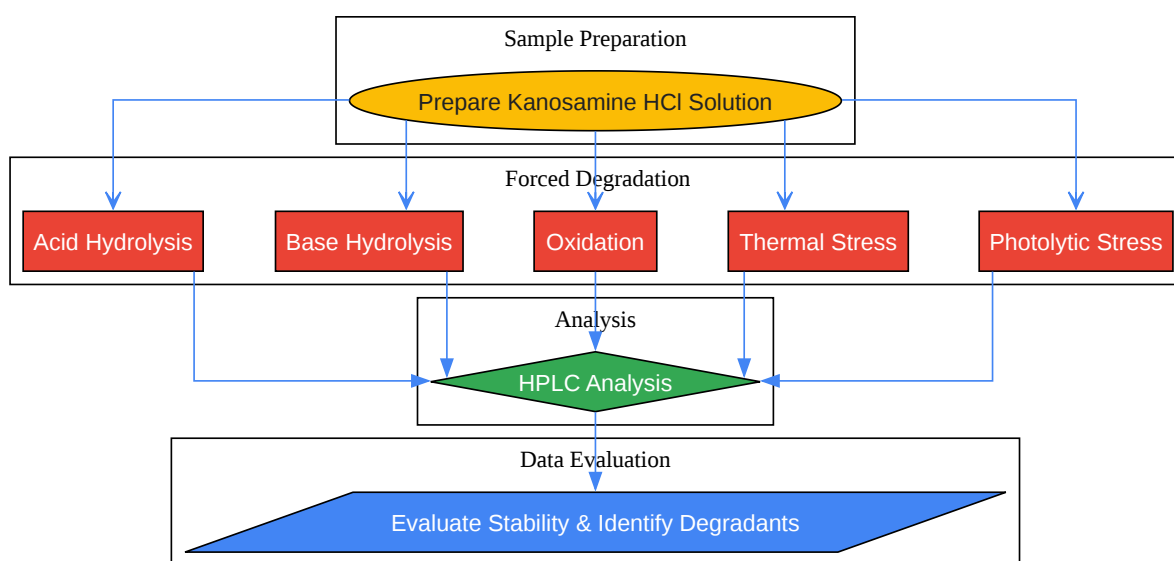 Sample Preparation
Prepare Kanosamine HCl Solution
Forced Degradation
Acid Hydrolysis
Base Hydrolysis
Oxidation
Thermal Stress
Photolytic Stress
Analysis
HPLC Analysis
Data Evaluation
Evaluate Stability & Identify Degradants